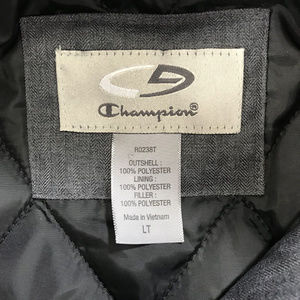 Champion®
R0238T
OUTSHELL :
100% POLYESTER
LINING :
100% POLYESTER
FILLER :
100% POLYESTER
Made in Vietnam
LT